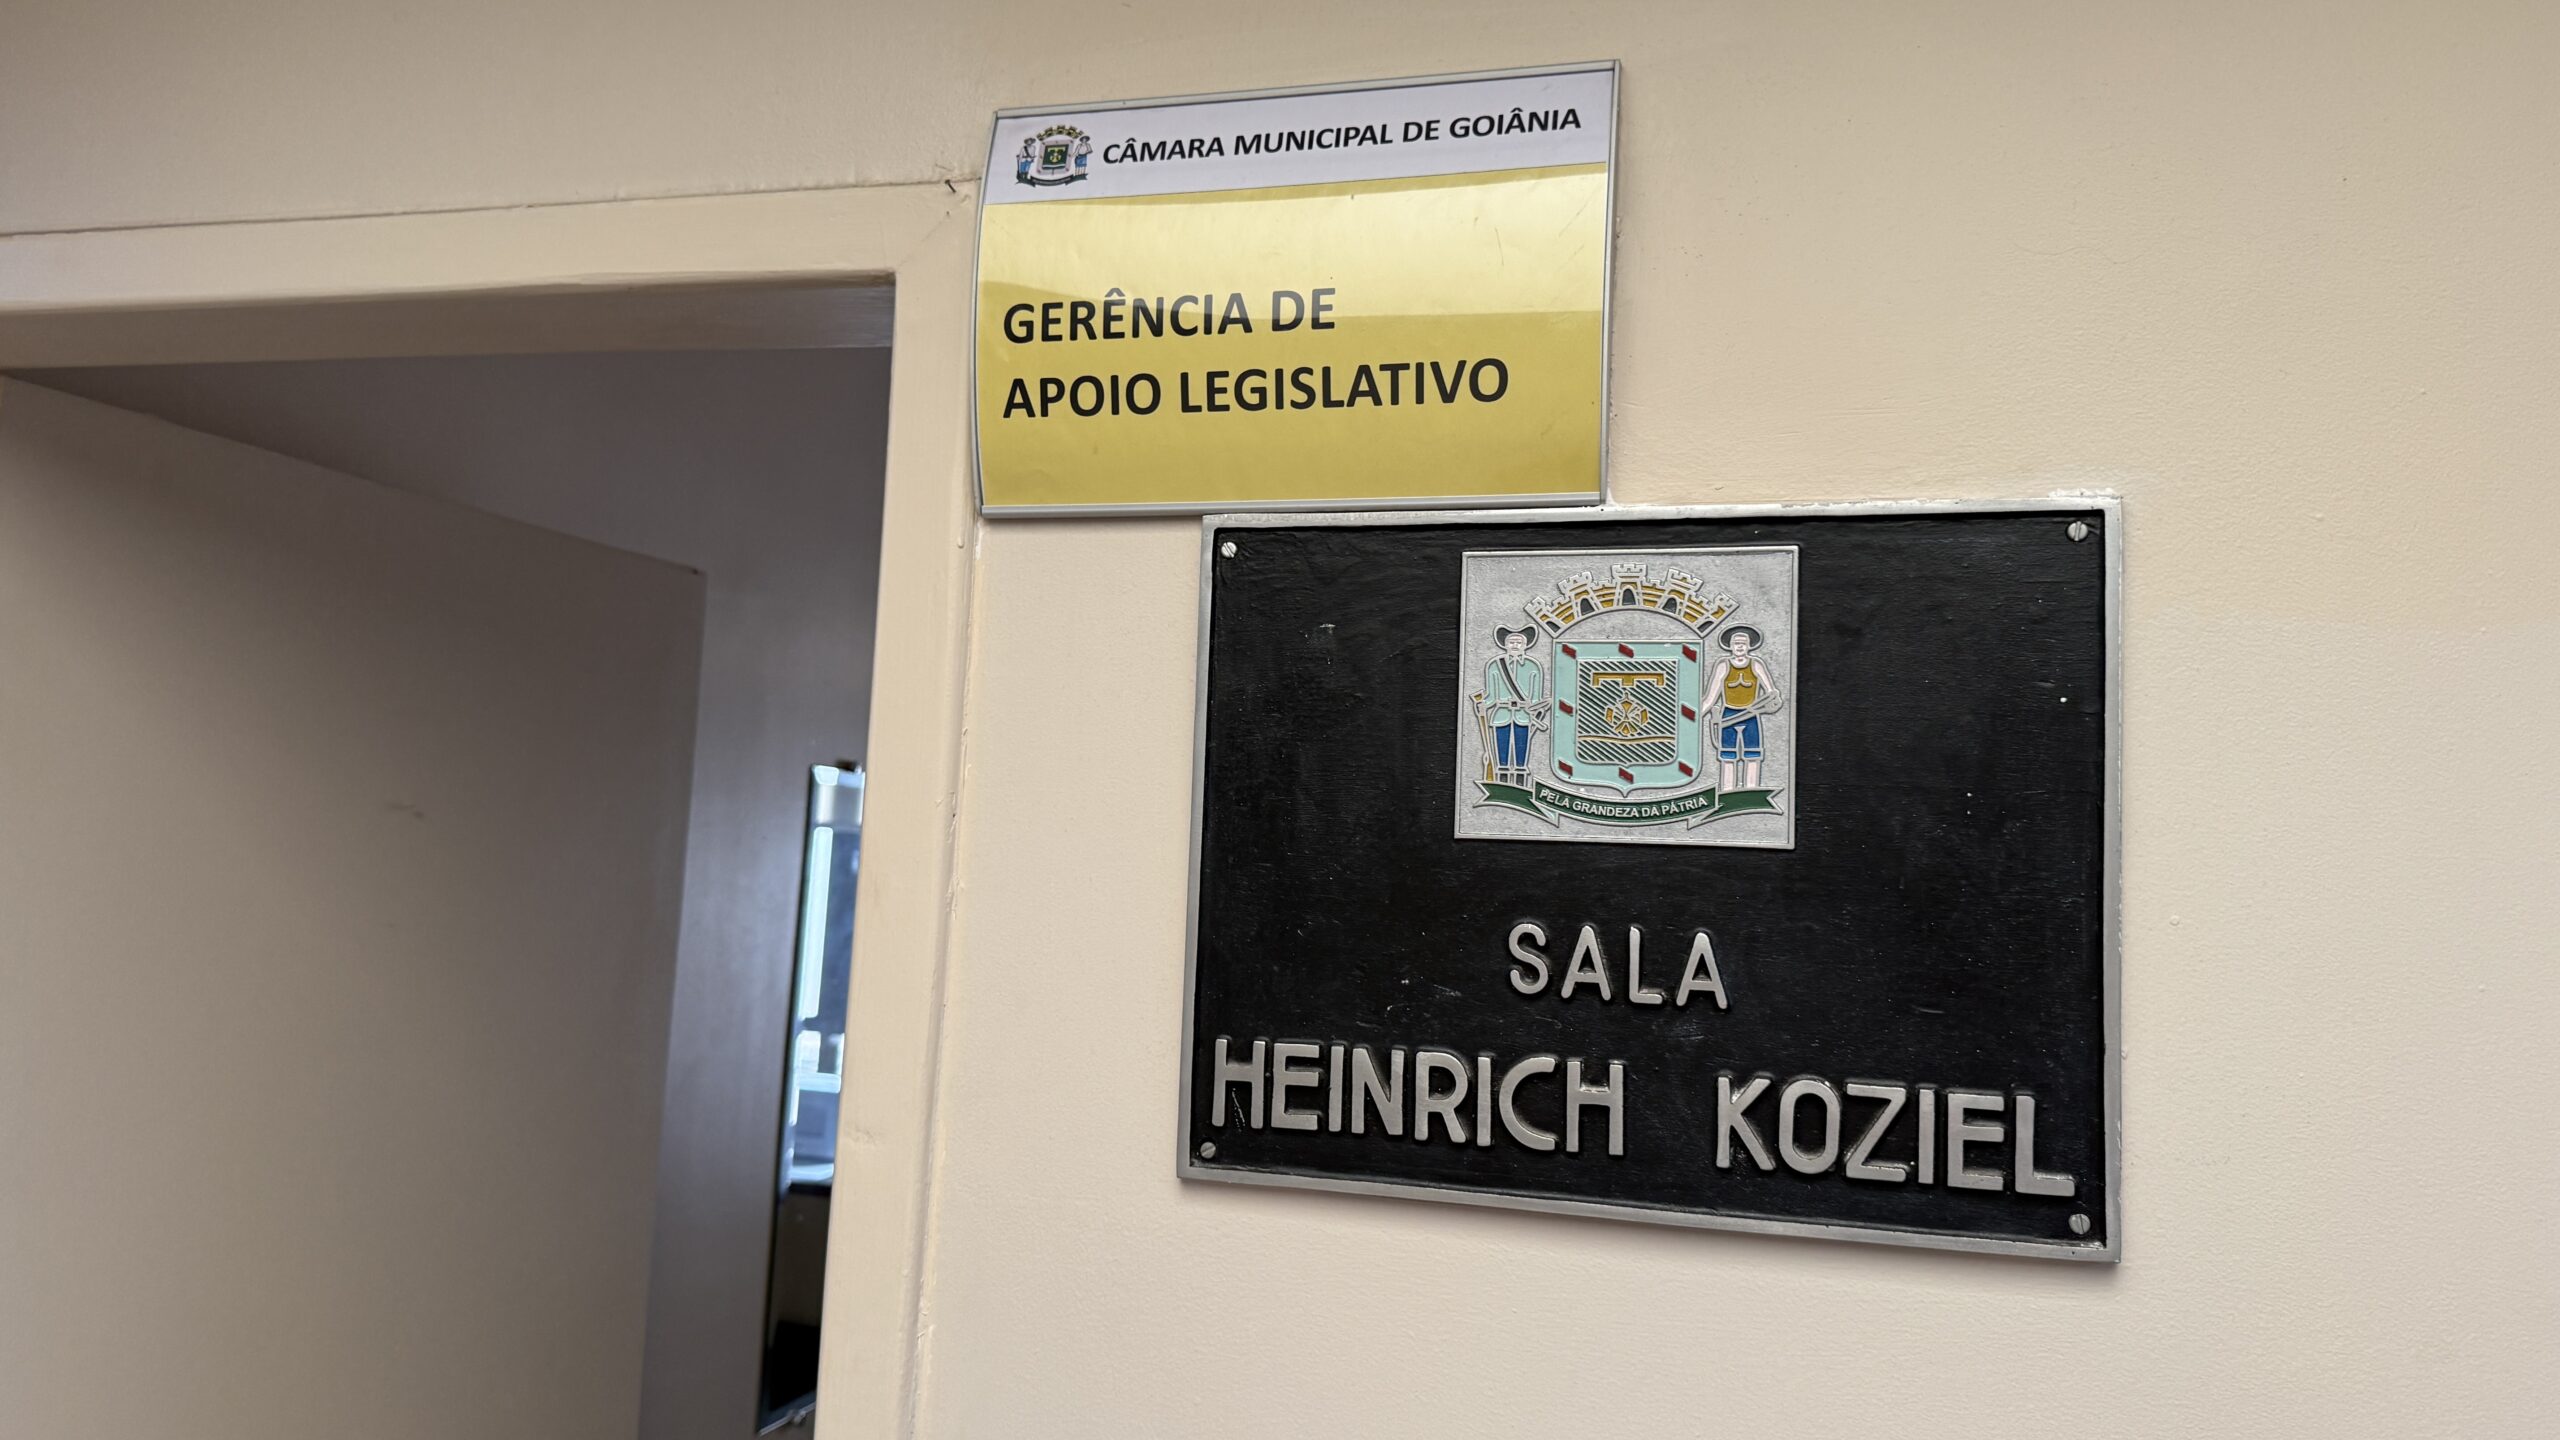 CÂMARA MUNICIPAL DE GOIÂNIA
GERÊNCIA DE
APOIO LEGISLATIVO
PELA GRANDEZA DA PÁTRIA
SALA
HEINRICH KOZIEL